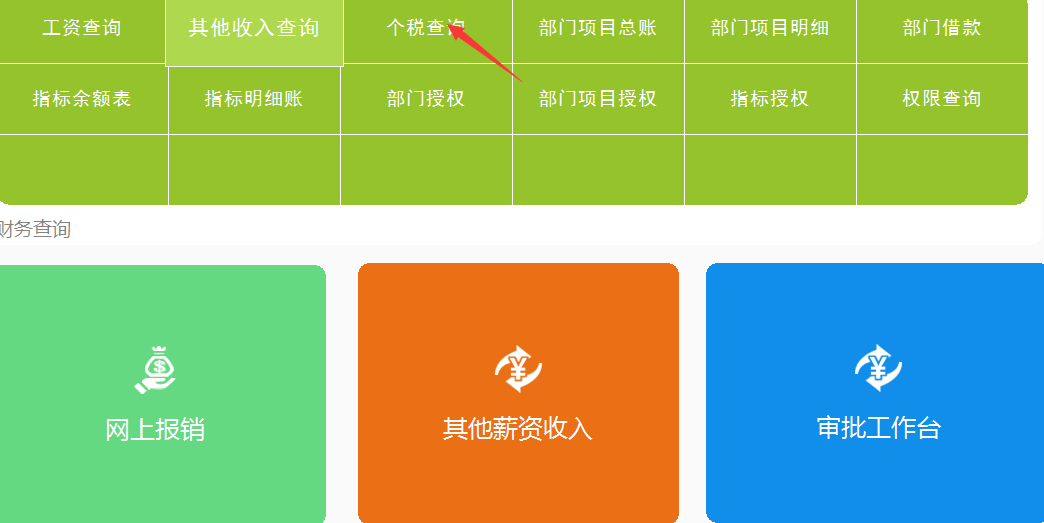 工资查询 其他收入查询 个税查询 部门项目总账 部门项目明细 部门借款
指标余额表 指标明细账 部门授权 部门项目授权 指标授权 权限查询
财务查询
网上报销 其他薪资收入 审批工作台